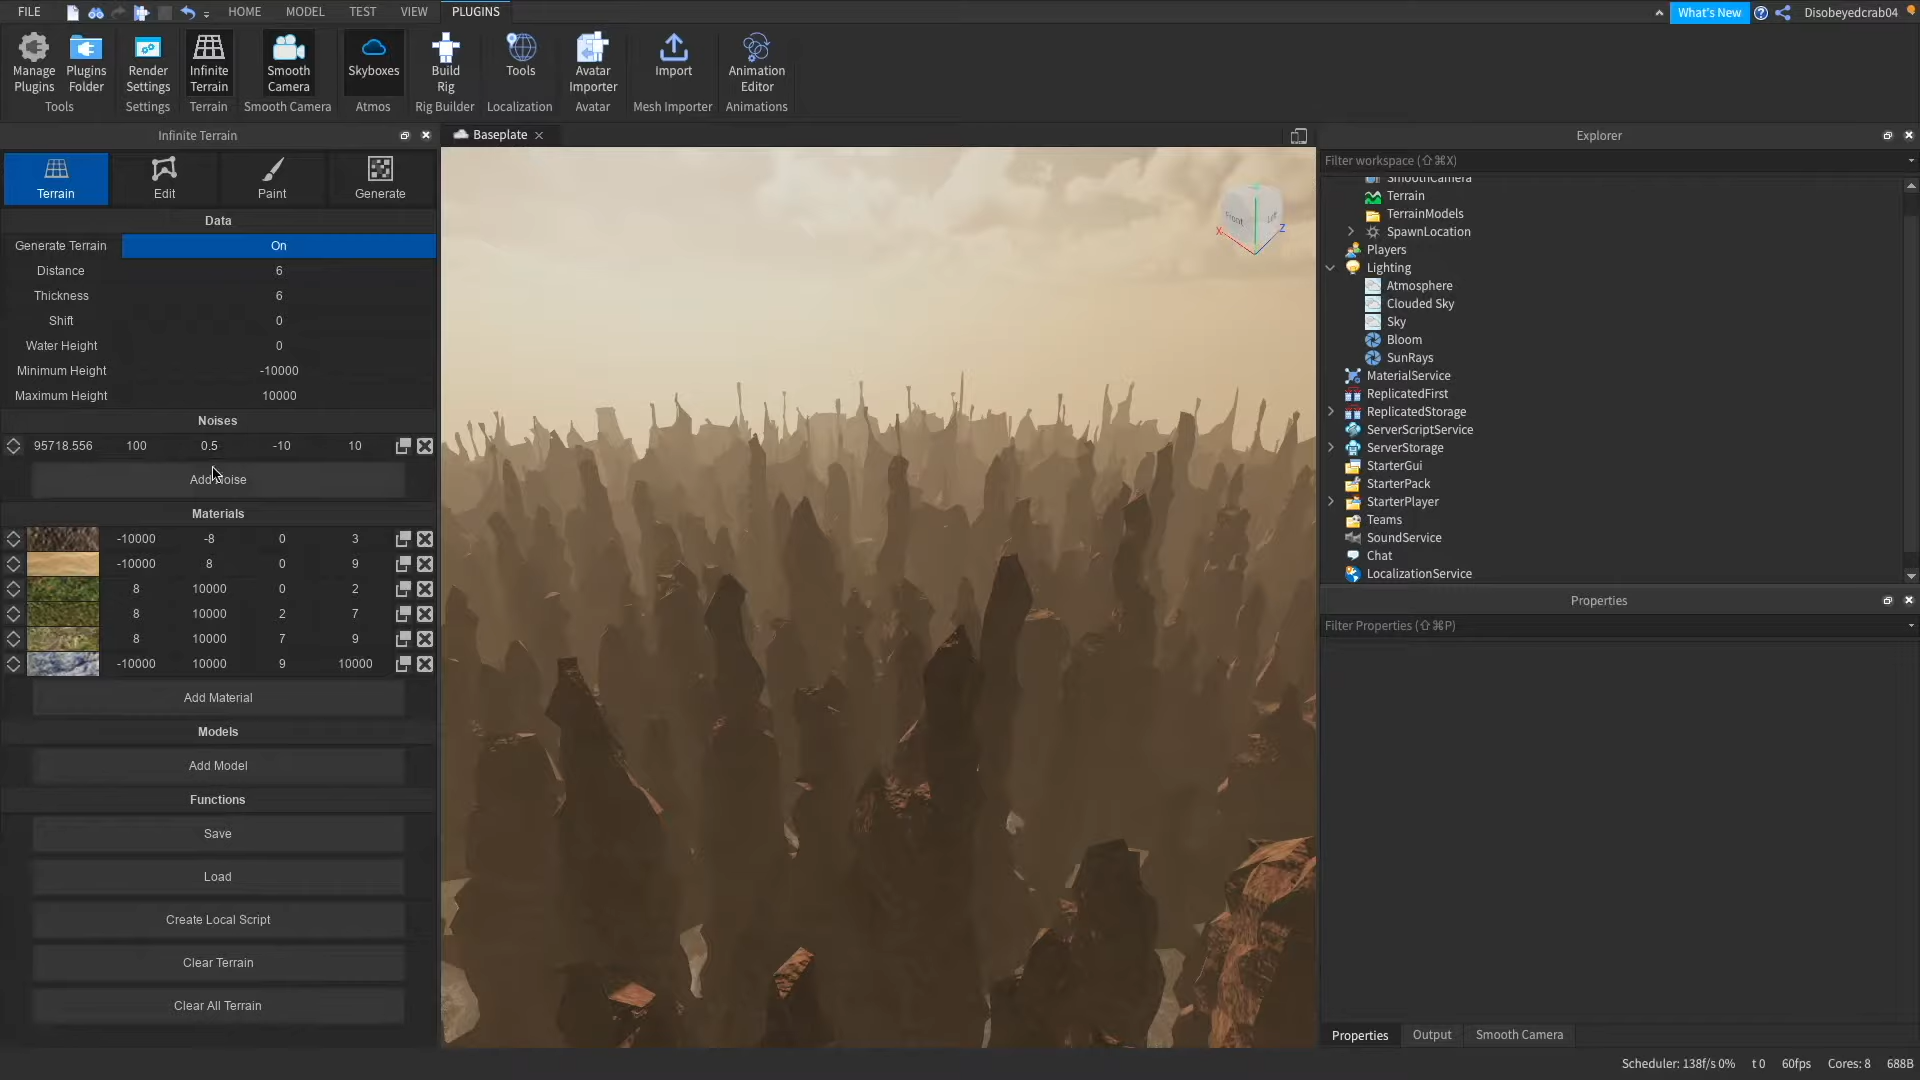 FILE
HOME
MODEL
TEST
VIEW
PLUGINS
What's New
Disobeyedcrab04
Manage Plugins
Plugins Folder
Render Settings
Infinite Terrain
Smooth Camera
Skyboxes
Build Rig
Tools
Avatar Importer
Import
Animation Editor
Tools
Settings
Terrain
Smooth Camera
Atmos
Rig Builder
Localization
Avatar
Mesh Importer
Animations
Infinite Terrain
Terrain
Edit
Paint
Generate
Data
Generate Terrain On
Distance 6
Thickness 6
Shift 0
Water Height 0
Minimum Height -10000
Maximum Height 10000
Noises
95718.556 100 0.5 -10 10
Add Noise
Materials
-10000 -8 0 3
-10000 8 0 9
8 10000 0 2
8 10000 2 7
8 10000 7 9
-10000 10000 9 10000
Add Material
Models
Add Model
Functions
Save
Load
Create Local Script
Clear Terrain
Clear All Terrain
Baseplate
Front
Left
X
Z
Explorer
Filter workspace (⇧⌘X)
SmoothCamera
Terrain
TerrainModels
SpawnLocation
Players
Lighting
Atmosphere
Clouded Sky
Sky
Bloom
SunRays
MaterialService
ReplicatedFirst
ReplicatedStorage
ServerScriptService
ServerStorage
StarterGui
StarterPack
StarterPlayer
Teams
SoundService
Chat
LocalizationService
Properties
Filter Properties (⇧⌘P)
Properties
Output
Smooth Camera
Scheduler: 138f/s 0% t 0 60fps Cores: 8 688B